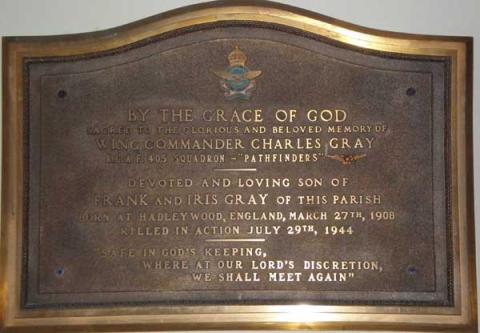 BY THE GRACE OF GOD
SACRED TO THE GLORIOUS AND BELOVED MEMORY OF
WING COMMANDER CHARLES GRAY
405 SQUADRON - "PATHFINDERS"
DEVOTED AND LOVING SON OF
FRANK AND IRIS GRAY OF THIS PARISH
BORN AT HADLEYWOOD, ENGLAND, MARCH 27TH, 1908
KILLED IN ACTION JULY 29TH, 1944
"SAFE IN GOD'S KEEPING,
WHERE AT OUR LORD'S DISCRETION,
WE SHALL MEET AGAIN"